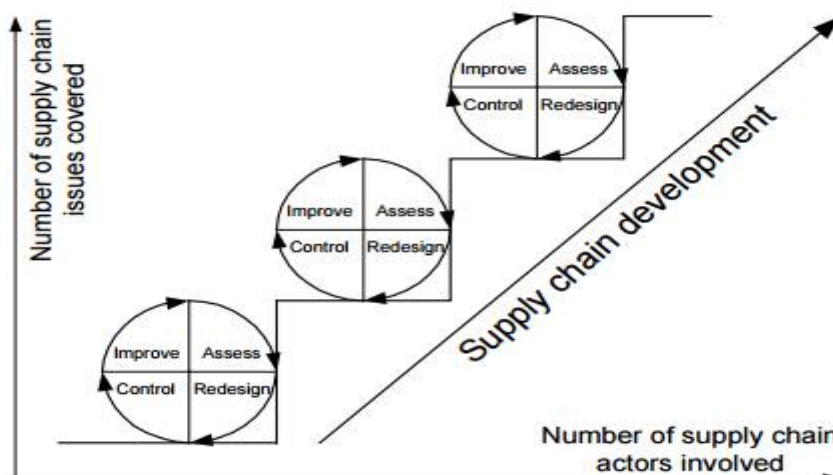 Number of supply chain
issues covered
Improve Assess
Control Redesign
Improve Assess
Control Redesign
Improve Assess
Control Redesign
Supply chain development
Number of supply chain
actors involved